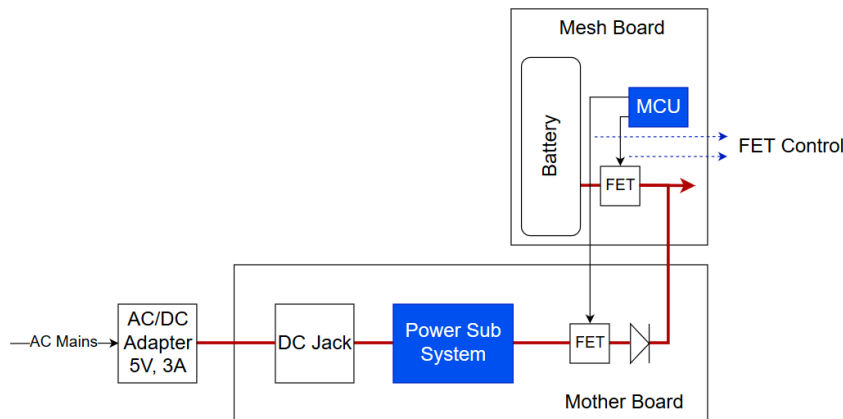 Mesh Board
MCU
Battery
FET Control
FET
AC Mains
AC/DC
Adapter
5V, 3A
DC Jack
Power Sub
System
FET
Mother Board